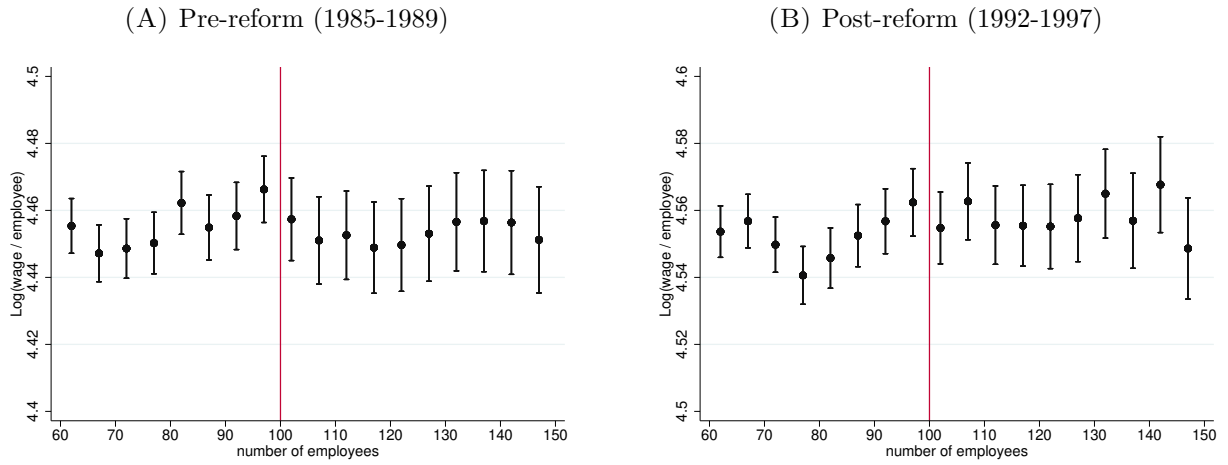 (A) Pre-reform (1985-1989)
Log(wage / employee)
4.5
4.48
4.46
4.44
4.42
4.4
60 70 80 90 100 110 120 130 140 150
number of employees
(B) Post-reform (1992-1997)
Log(wage / employee)
4.6
4.58
4.56
4.54
4.52
4.5
60 70 80 90 100 110 120 130 140 150
number of employees